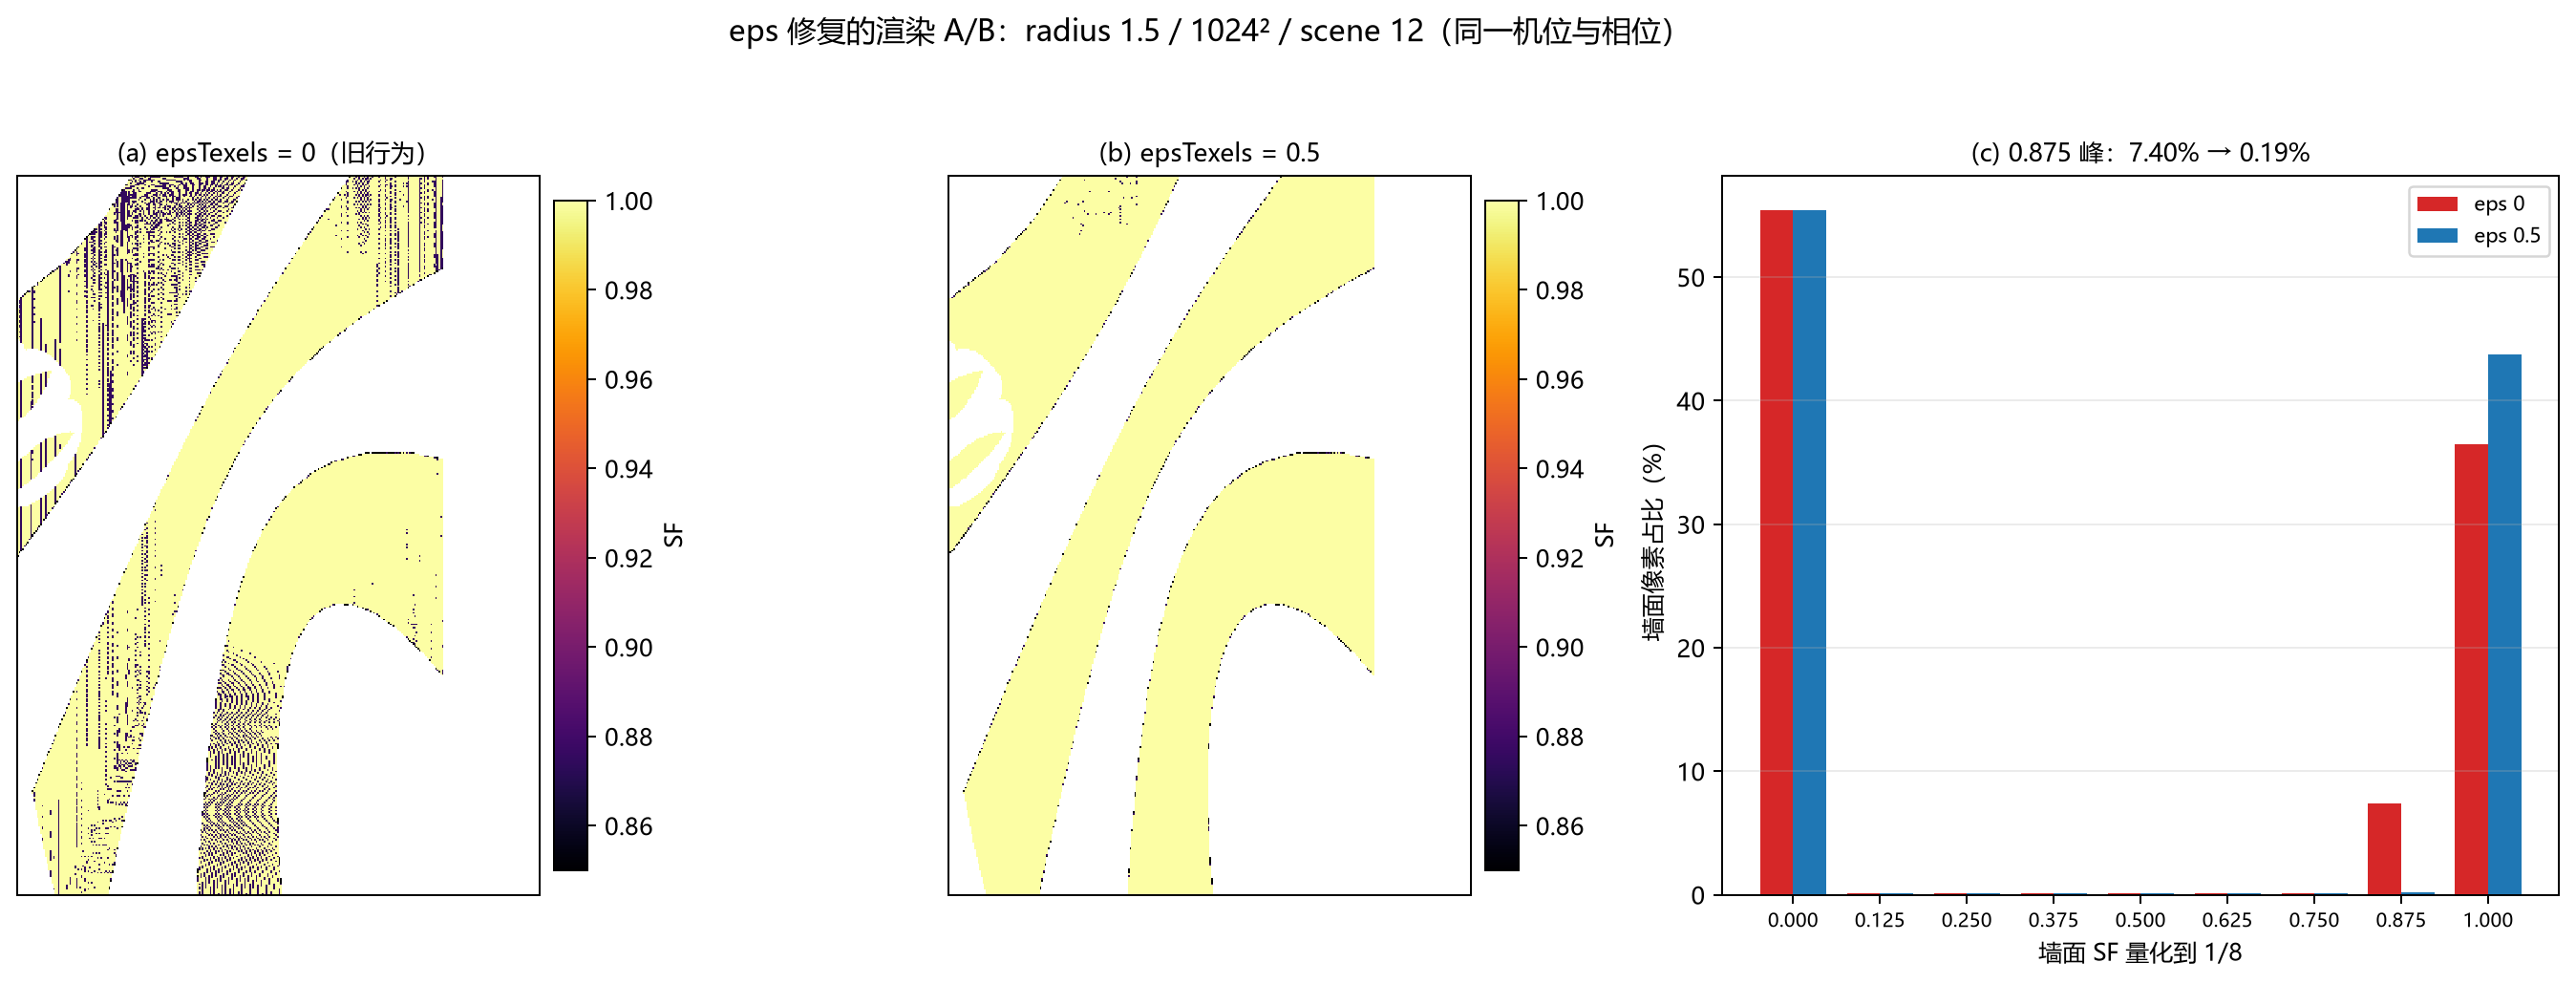 eps 修复的渲染 A/B：radius 1.5 / 1024² / scene 12（同一机位与相位）
(a) epsTexels = 0（旧行为）
1.00
0.98
0.96
0.94
0.92
0.90
0.88
0.86
SF
(b) epsTexels = 0.5
1.00
0.98
0.96
0.94
0.92
0.90
0.88
0.86
SF
(c) 0.875 峰：7.40% → 0.19%
eps 0
eps 0.5
50
40
30
20
10
0
墙面像素占比（%）
0.000 0.125 0.250 0.375 0.500 0.625 0.750 0.875 1.000
墙面 SF 量化到 1/8